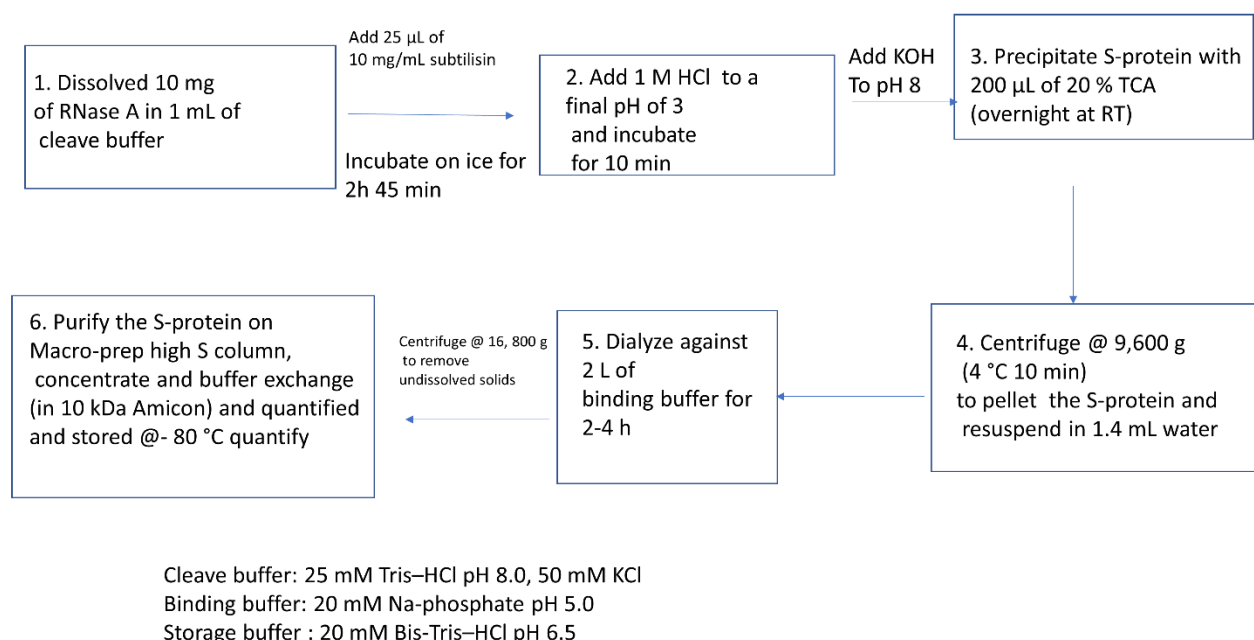 1. Dissolved 10 mg
of RNase A in 1 mL of
cleave buffer
Add 25 µL of
10 mg/mL subtilisin
Incubate on ice for
2h 45 min
2. Add 1 M HCl to a
final pH of 3
and incubate
for 10 min
Add KOH
To pH 8
3. Precipitate S-protein with
200 µL of 20 % TCA
(overnight at RT)
4. Centrifuge @ 9,600 g
(4 °C 10 min)
to pellet the S-protein and
resuspend in 1.4 mL water
5. Dialyze against
2 L of
binding buffer for
2-4 h
Centrifuge @ 16, 800 g
to remove
undissolved solids
6. Purify the S-protein on
Macro-prep high S column,
concentrate and buffer exchange
(in 10 kDa Amicon) and quantified
and stored @- 80 °C quantify
Cleave buffer: 25 mM Tris–HCl pH 8.0, 50 mM KCl
Binding buffer: 20 mM Na-phosphate pH 5.0
Storage buffer : 20 mM Bis-Tris–HCl pH 6.5